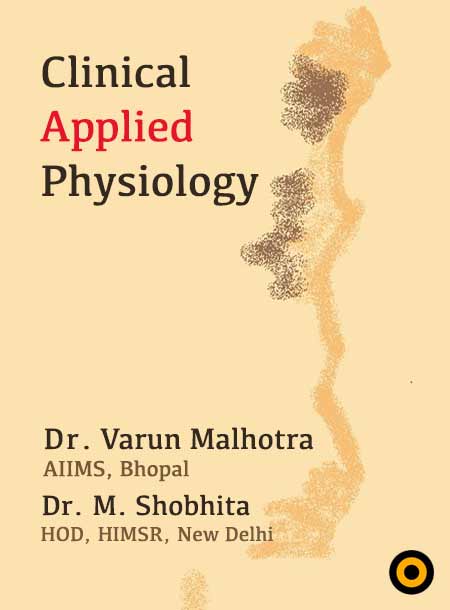 Clinical
Applied
Physiology
Dr. Varun Malhotra
AIIMS, Bhopal
Dr. M. Shobhita
HOD, HIMSR, New Delhi